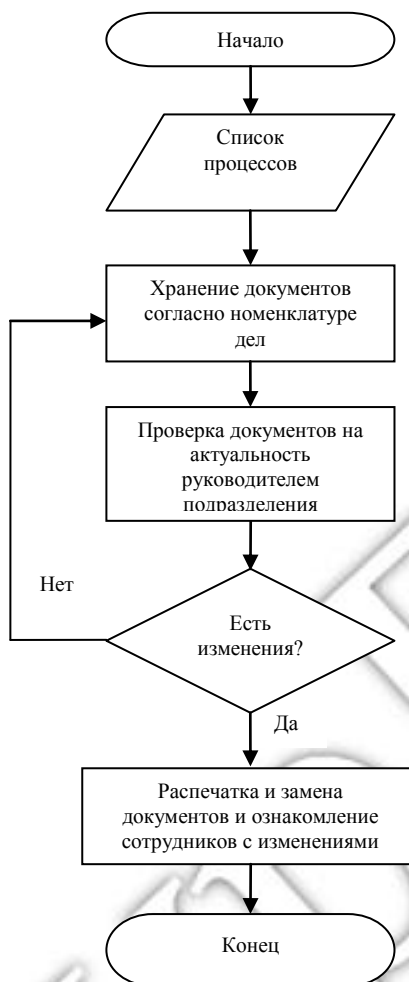 Начало
Список
процессов
Хранение документов
согласно номенклатуре
дел
Проверка документов на
актуальность
руководителем
подразделения
Нет
Есть
изменения?
Да
Распечатка и замена
документов и ознакомление
сотрудников с изменениями
Конец